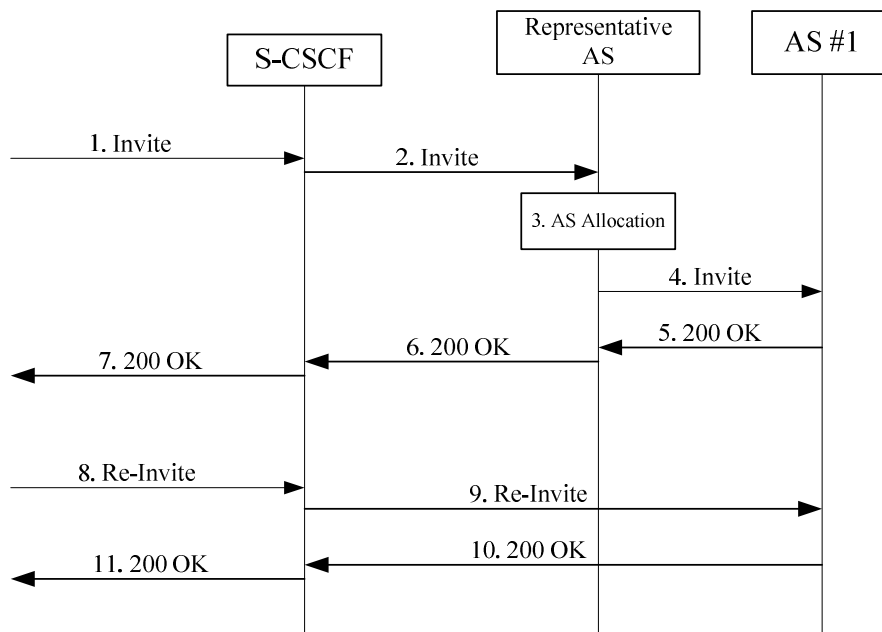 S-CSCF
Representative
AS
AS #1
1. Invite
2. Invite
3. AS Allocation
4. Invite
5. 200 OK
6. 200 OK
7. 200 OK
8. Re-Invite
9. Re-Invite
10. 200 OK
11. 200 OK